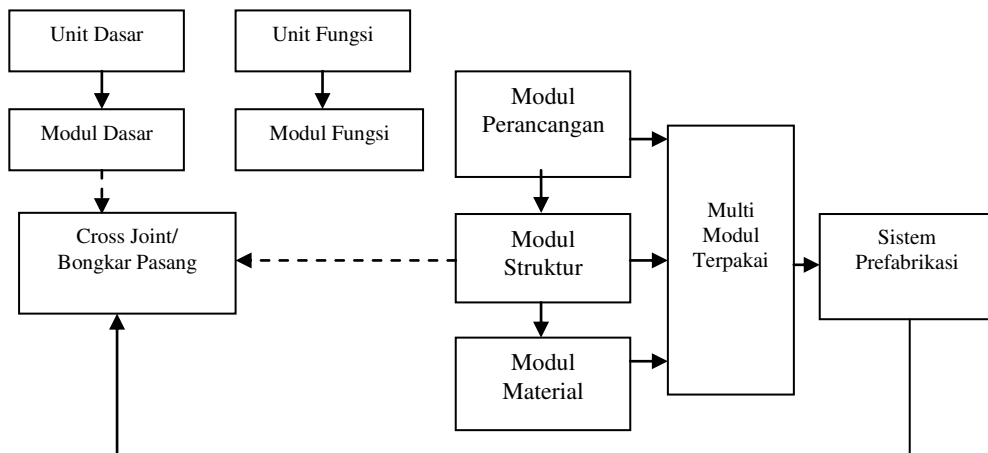 Unit Dasar
Unit Fungsi
Modul Dasar
Modul Fungsi
Modul
Perancangan
Cross Joint/
Bongkar Pasang
Modul
Struktur
Modul
Material
Multi
Modul
Terpakai
Sistem
Prefabrikasi